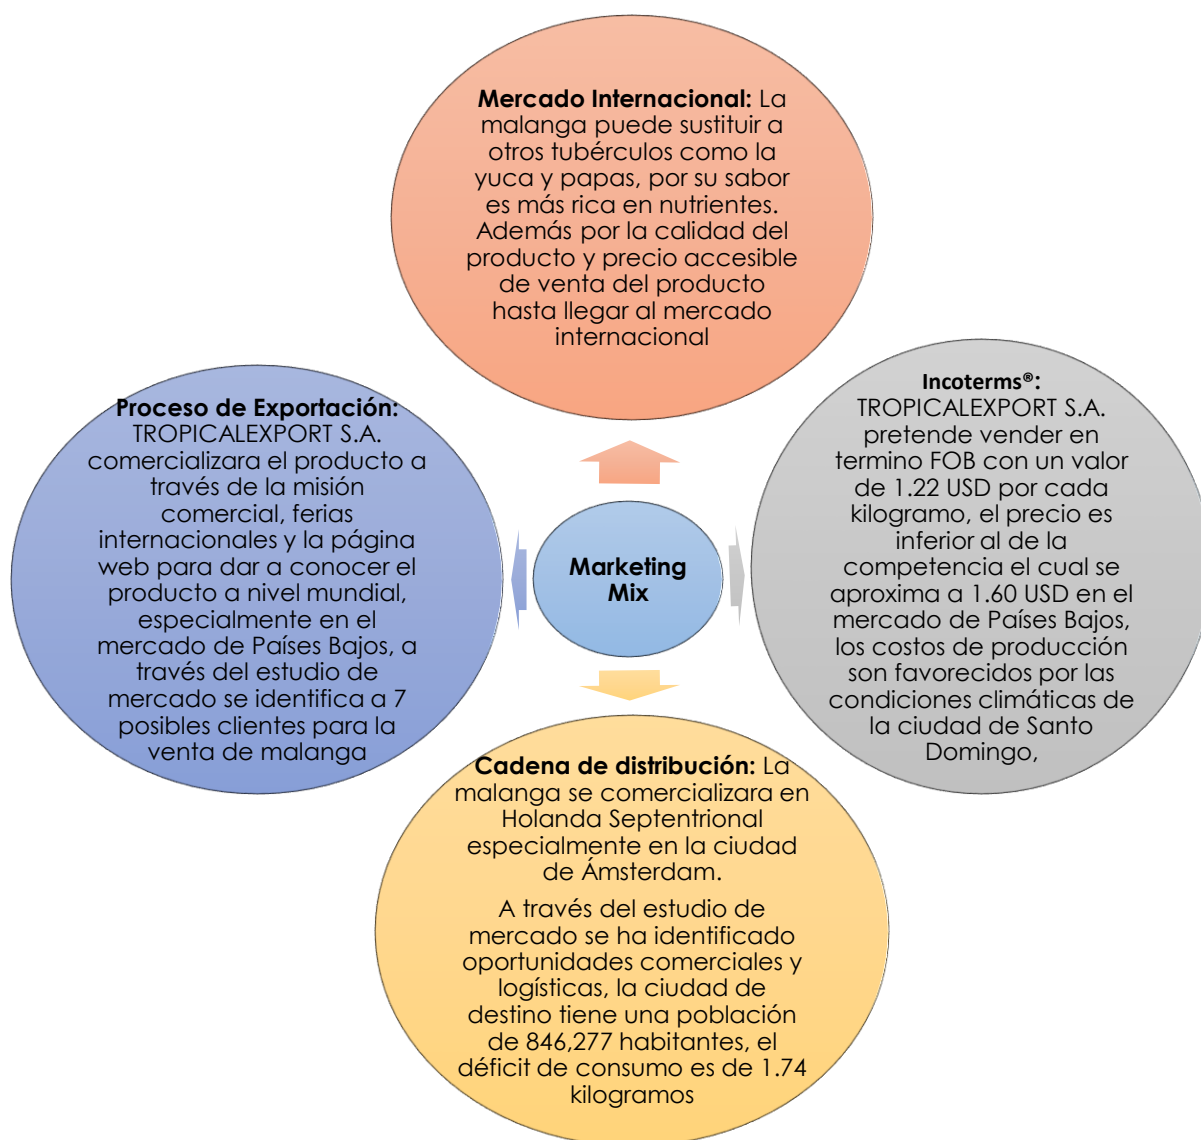 Mercado Internacional: La
malanga puede sustituir a
otros tubérculos como la
yuca y papas, por su sabor
es más rica en nutrientes.
Además por la calidad del
producto y precio accesible
de venta del producto
hasta llegar al mercado
internacional
Proceso de Exportación:
TROPICALEXPORT S.A.
comercializara el producto a
través de la misión
comercial, ferias
internacionales y la página
web para dar a conocer el
producto a nivel mundial,
especialmente en el
mercado de Países Bajos, a
través del estudio de
mercado se identifica a 7
posibles clientes para la
venta de malanga
Marketing
Mix
Incoterms®:
TROPICALEXPORT S.A.
pretende vender en
termino FOB con un valor
de 1.22 USD por cada
kilogramo, el precio es
inferior al de la
competencia el cual se
aproxima a 1.60 USD en el
mercado de Países Bajos,
los costos de producción
son favorecidos por las
condiciones climáticas de
la ciudad de Santo
Domingo,
Cadena de distribución: La
malanga se comercializara en
Holanda Septentrional
especialmente en la ciudad
de Ámsterdam.
A través del estudio de
mercado se ha identificado
oportunidades comerciales y
logísticas, la ciudad de
destino tiene una población
de 846,277 habitantes, el
déficit de consumo es de 1.74
kilogramos